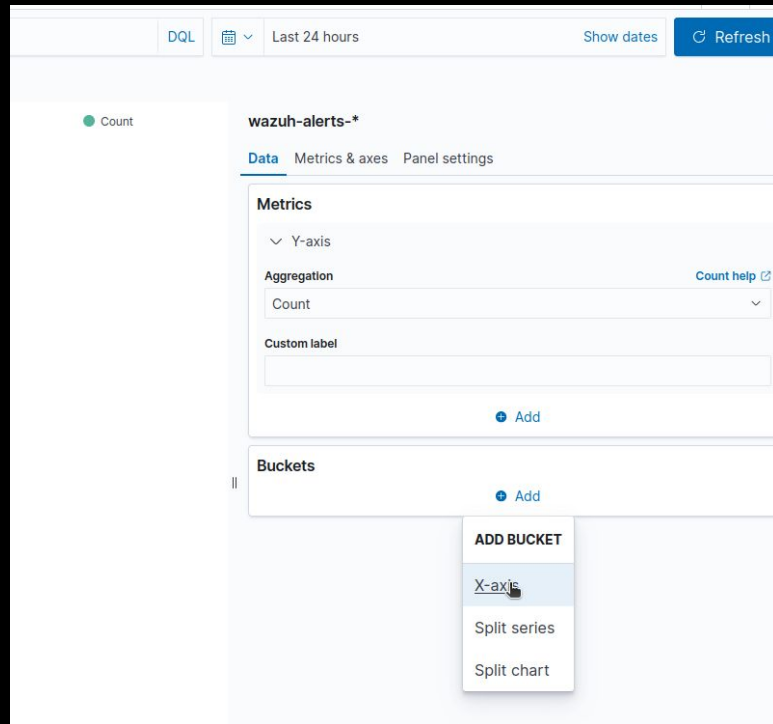 DQL
Last 24 hours
Show dates
Refresh
Count
wazuh-alerts-*
Data
Metrics & axes
Panel settings
Metrics
Y-axis
Aggregation
Count help
Count
Custom label
Add
Buckets
Add
ADD BUCKET
X-axis
Split series
Split chart